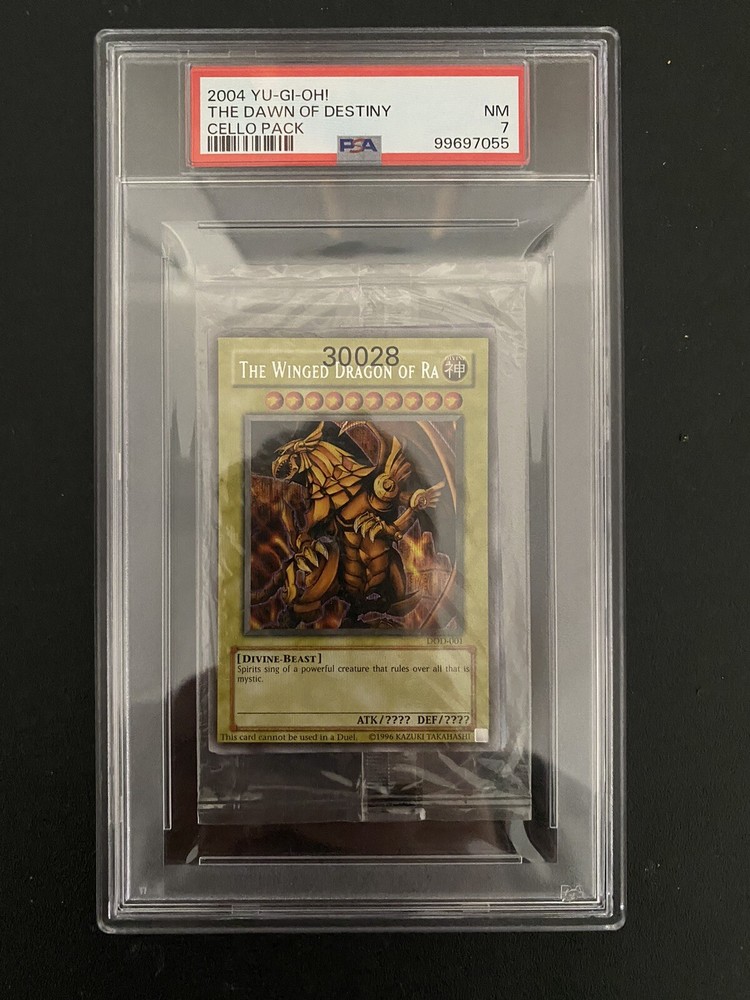 2004 YU-GI-OH!
THE DAWN OF DESTINY NM
CELLO PACK 7
PSA 99697055
30028
THE WINGED DRAGON OF RA 神
DDD-001
[DIVINE-BEAST]
Spirits sing of a powerful creature that rules over all that is
mystic.
ATK/???? DEF/????
This card cannot be used in a Duel. ©1996 KAZUKI TAKAHASHI